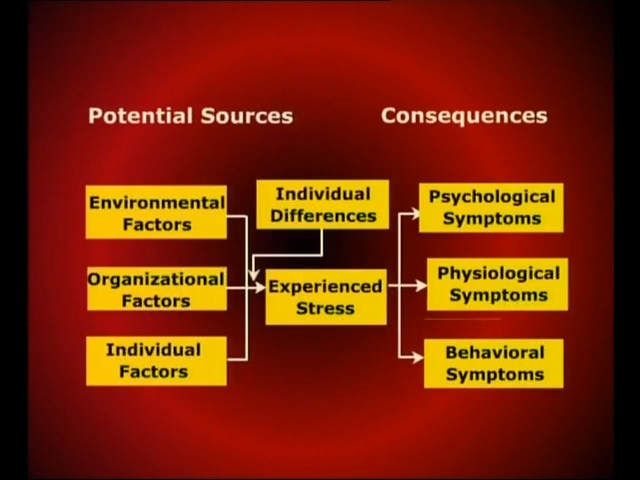 Potential Sources
Consequences
Environmental
Factors
Individual
Differences
Psychological
Symptoms
Organizational
Factors
Experienced
Stress
Physiological
Symptoms
Individual
Factors
Behavioral
Symptoms